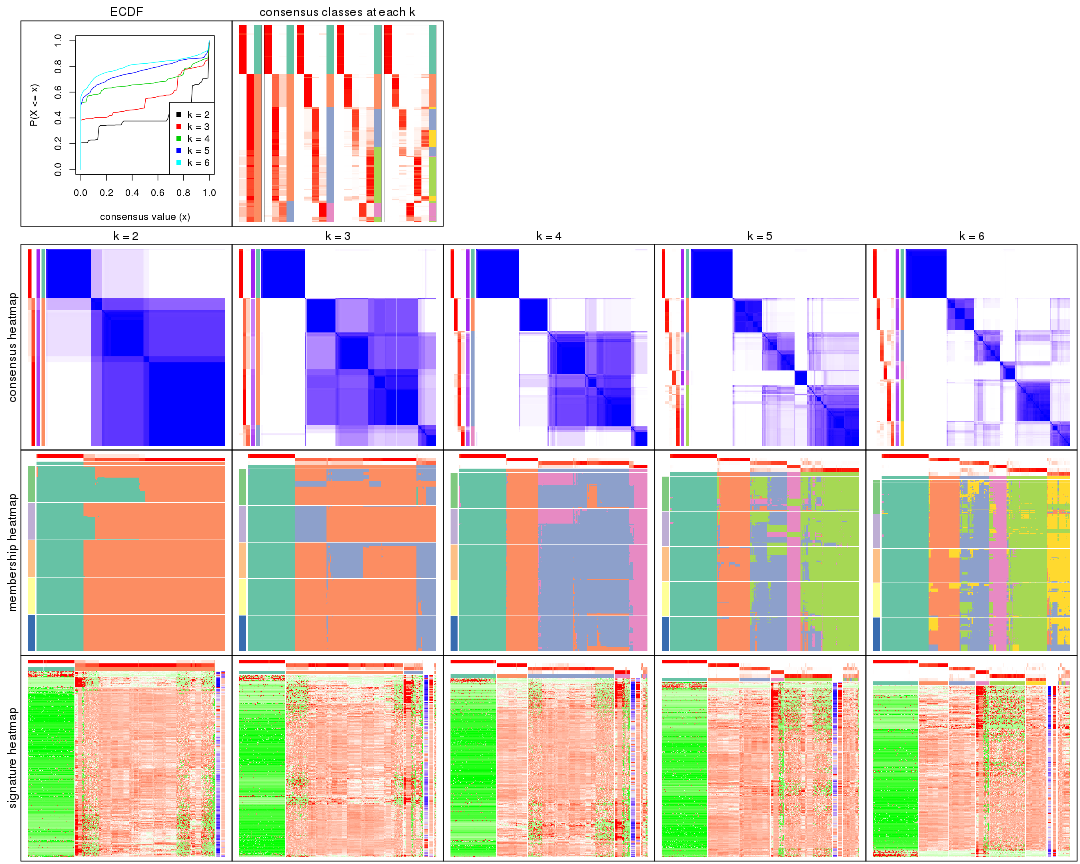 ECDF
consensus classes at each k
P(X <= x)
0.0 0.2 0.4 0.6 0.8 1.0
k = 2
k = 3
k = 4
k = 5
k = 6
0.0 0.2 0.4 0.6 0.8 1.0
consensus value (x)
k = 2 k = 3 k = 4 k = 5 k = 6
consensus heatmap
membership heatmap
signature heatmap